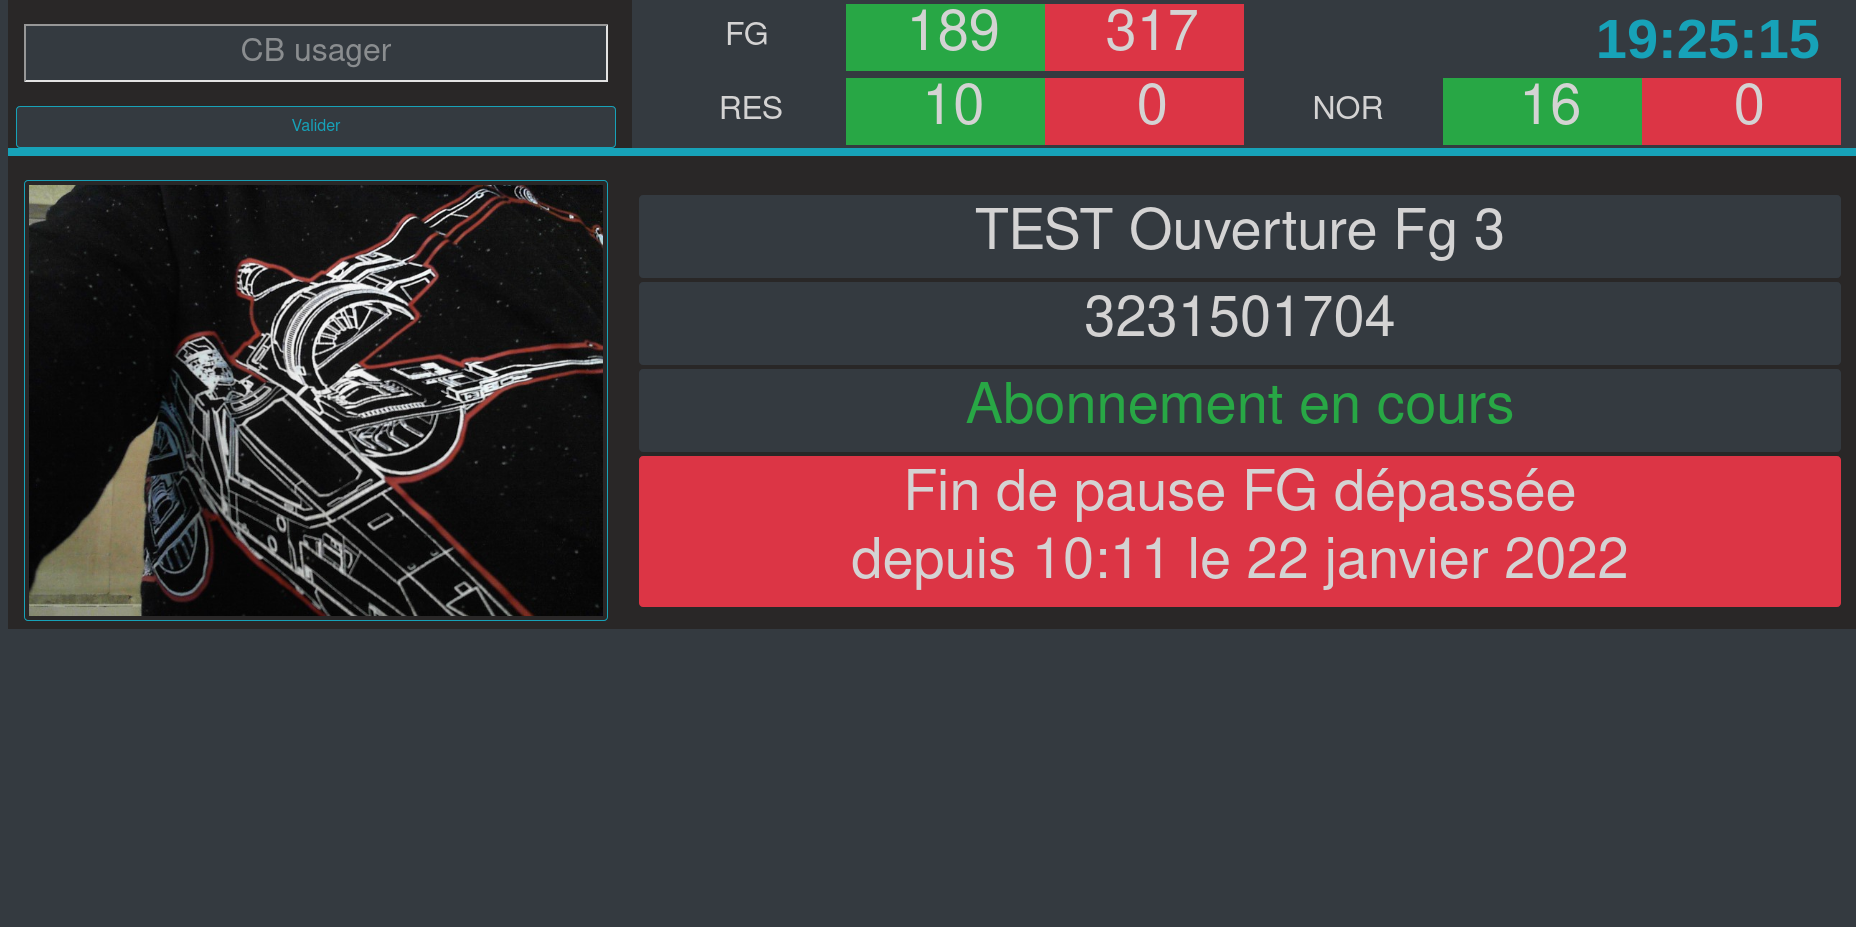 CB usager
Valider
FG 189 317
19:25:15
RES 10 0
NOR 16 0
TEST Ouverture Fg 3
3231501704
Abonnement en cours
Fin de pause FG dépassée
depuis 10:11 le 22 janvier 2022